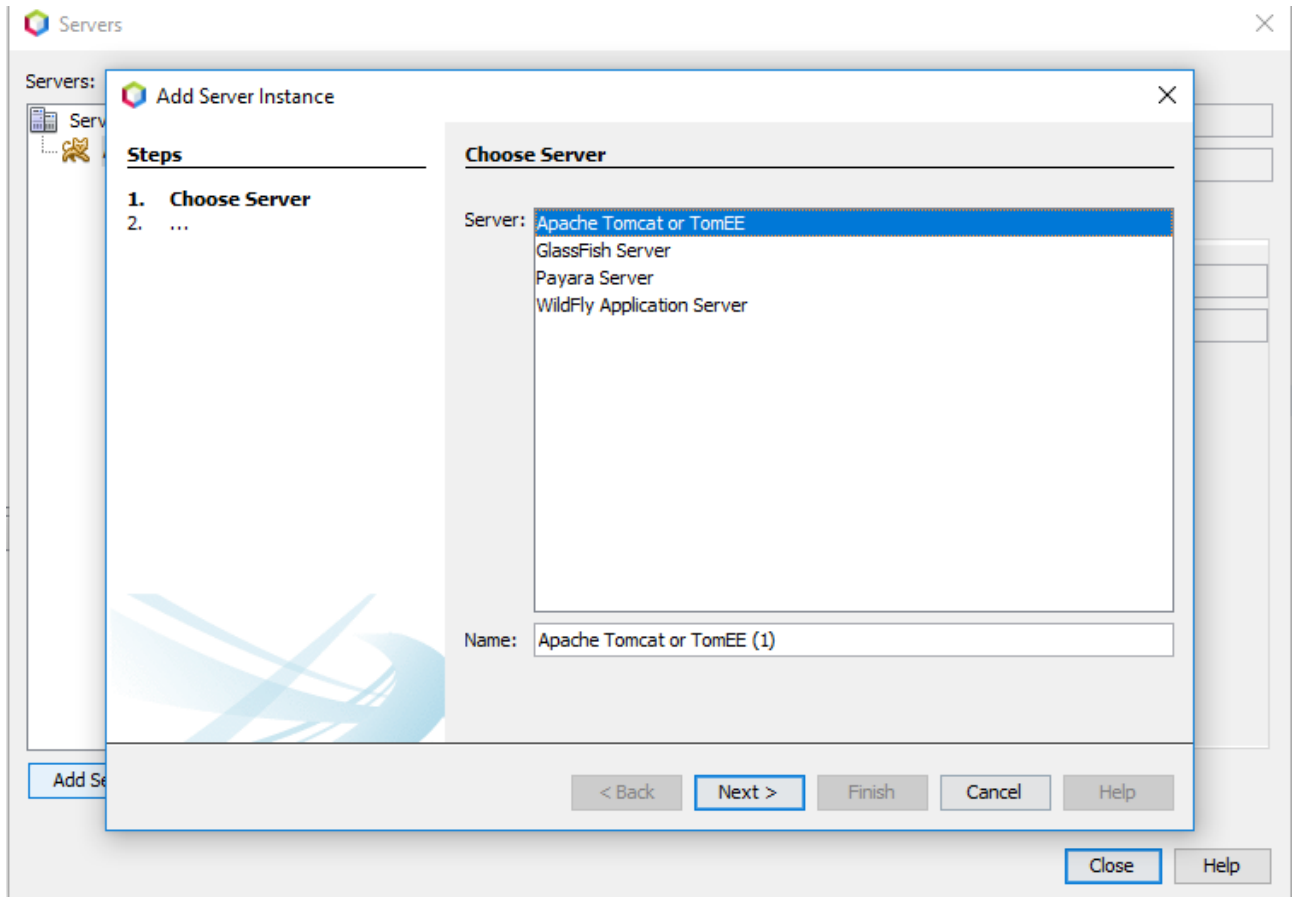 Servers
Servers:
Add Server Instance
Serv
Steps
Choose Server
1. Choose Server
2. ...
Server:
Apache Tomcat or TomEE
GlassFish Server
Payara Server
WildFly Application Server
Name:
Apache Tomcat or TomEE (1)
Add Se
< Back
Next >
Finish
Cancel
Help
Close
Help